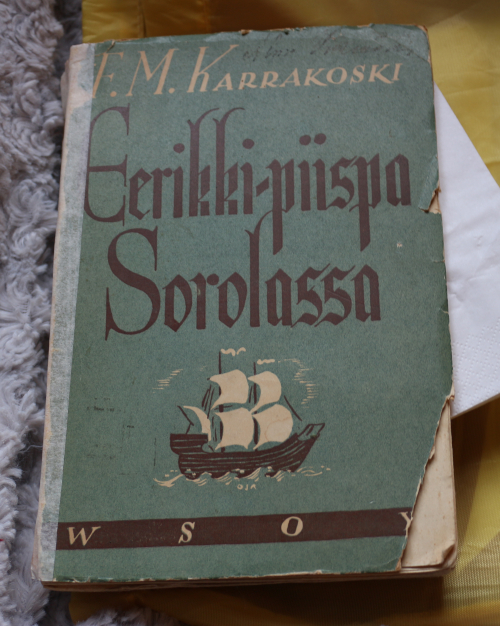 F. M. KARRAKOSKI
Eerikki-piispa
Sorolassa
W S O Y